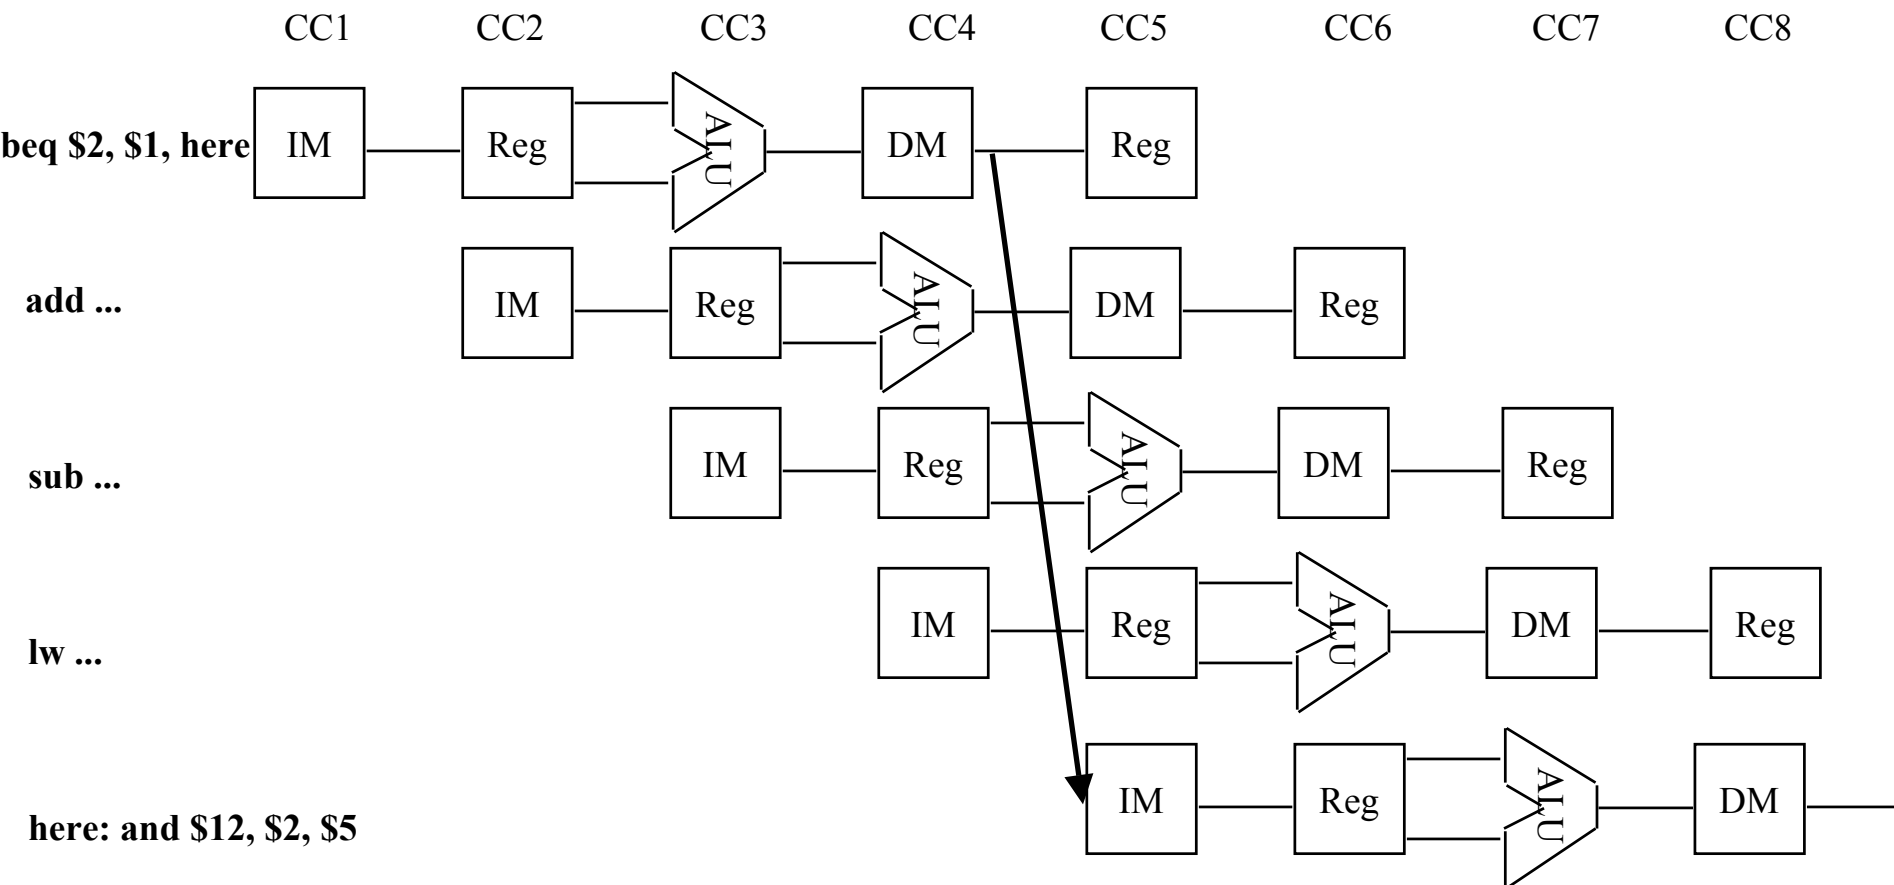 CC1 CC2 CC3 CC4 CC5 CC6 CC7 CC8
beq $2, $1, here IM Reg ALU DM Reg
add ... IM Reg ALU DM Reg
sub ... IM Reg ALU DM Reg
lw ... IM Reg ALU DM Reg
here: and $12, $2, $5 IM Reg ALU DM